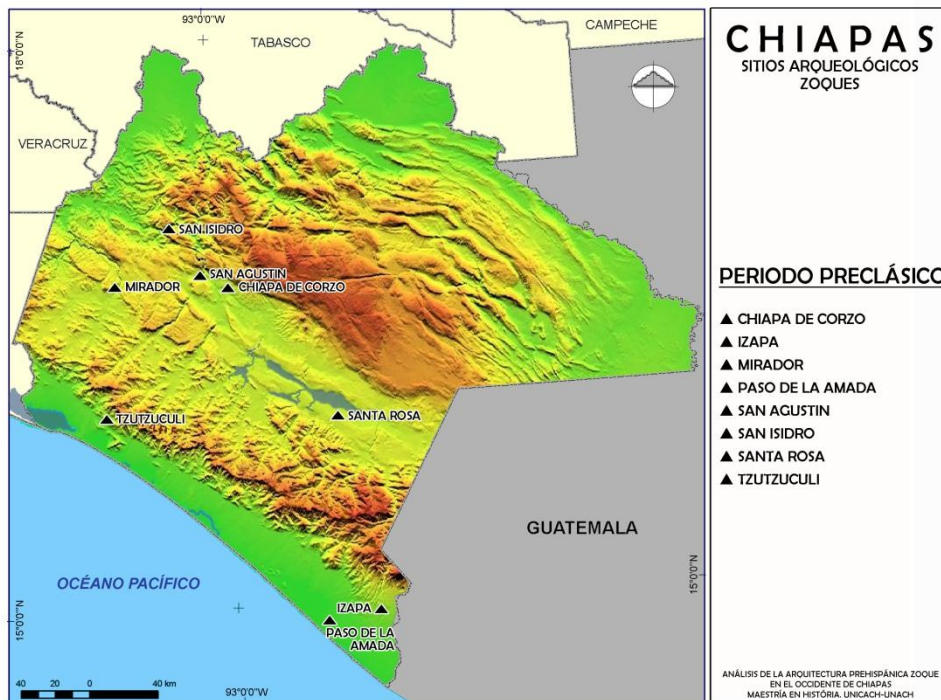 93°0'0"W
CAMPECHE
TABASCO
18°0'0"N
VERACRUZ
SAN ISIDRO
SAN AGUSTIN
MIRADOR
CHIAPA DE CORZO
SANTA ROSA
TZUTZUCULI
GUATEMALA
OCÉANO PACÍFICO
15°0'0"N
IZAPA
15°0'0"N
PASO DE LA
AMADA
40 20 0 40 km
93°0'0"W
CHIAPAS
SITIOS ARQUEOLÓGICOS
ZOQUES
PERIODO PRECLÁSICO
CHIAPA DE CORZO
IZAPA
MIRADOR
PASO DE LA AMADA
SAN AGUSTIN
SAN ISIDRO
SANTA ROSA
TZUTZUCULI
ANÁLISIS DE LA ARQUITECTURA PREHISPÁNICA ZOQUE
EN EL OCCIDENTE DE CHIAPAS
MAESTRÍA EN HISTÓRIA. UNICACH-UNACH